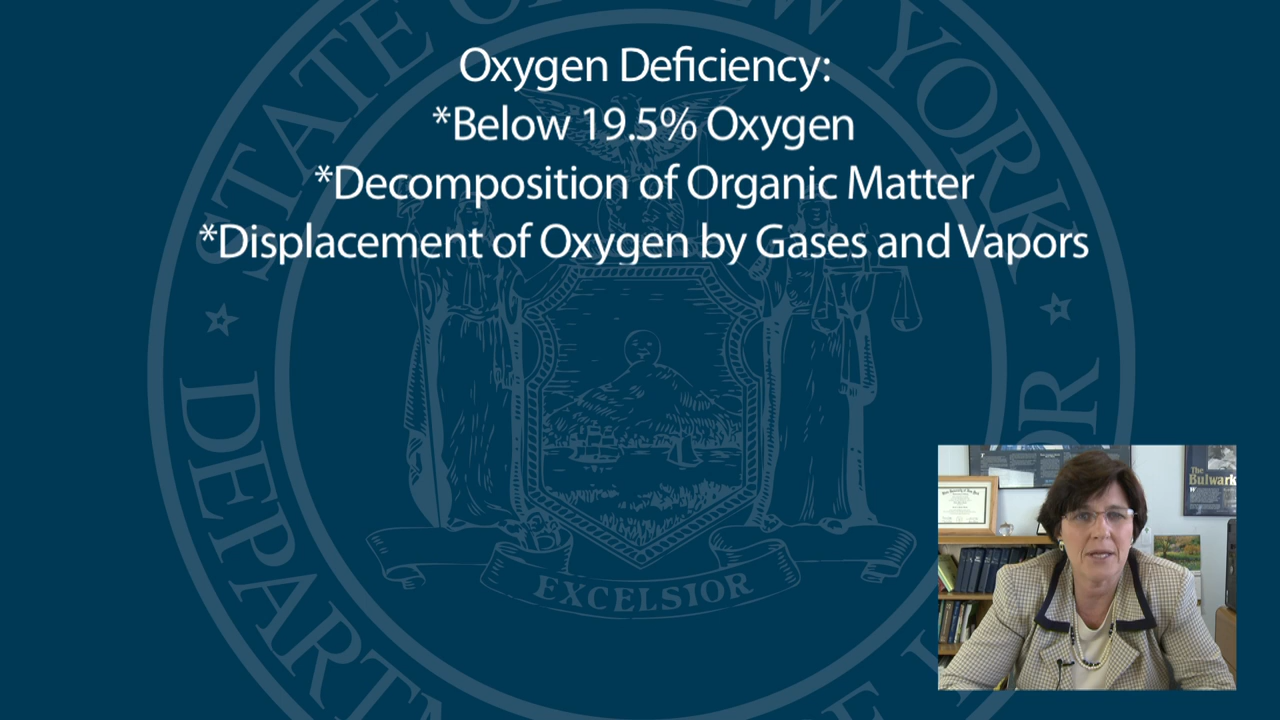 Oxygen Deficiency:
*Below 19.5% Oxygen
*Decomposition of Organic Matter
*Displacement of Oxygen by Gases and Vapors
STATE OF NEW YORK
EXCELSIOR
The
Bulwark